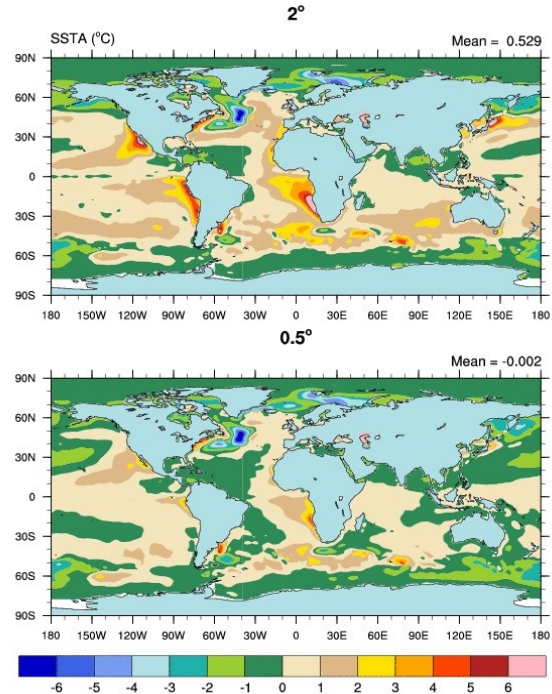 2°
SSTA (°C) Mean = 0.529
90N
60N
30N
0
30S
60S
90S
180 150W 120W 90W 60W 30W 0 30E 60E 90E 120E 150E 180
0.5°
Mean = -0.002
90N
60N
30N
0
30S
60S
90S
180 150W 120W 90W 60W 30W 0 30E 60E 90E 120E 150E 180
-6 -5 -4 -3 -2 -1 0 1 2 3 4 5 6